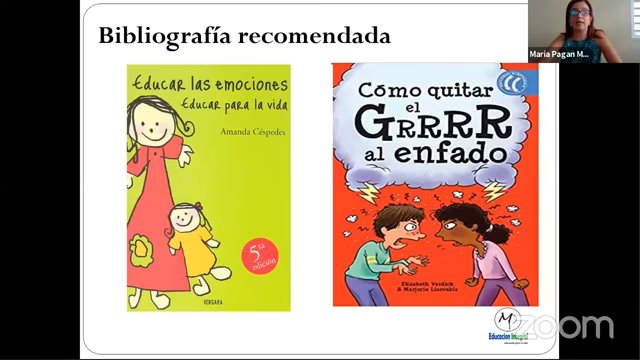 Bibliografía recomendada
Educar las emociones
Educar para la vida
Amanda Céspedes
5ta
edición
VERGARA
Cómo quitar
el
GRRRR
al enfado
Elizabeth Verdick
& Marjorie Lisovskis
Maria Pagan M...
M
Educación Integral
zoom